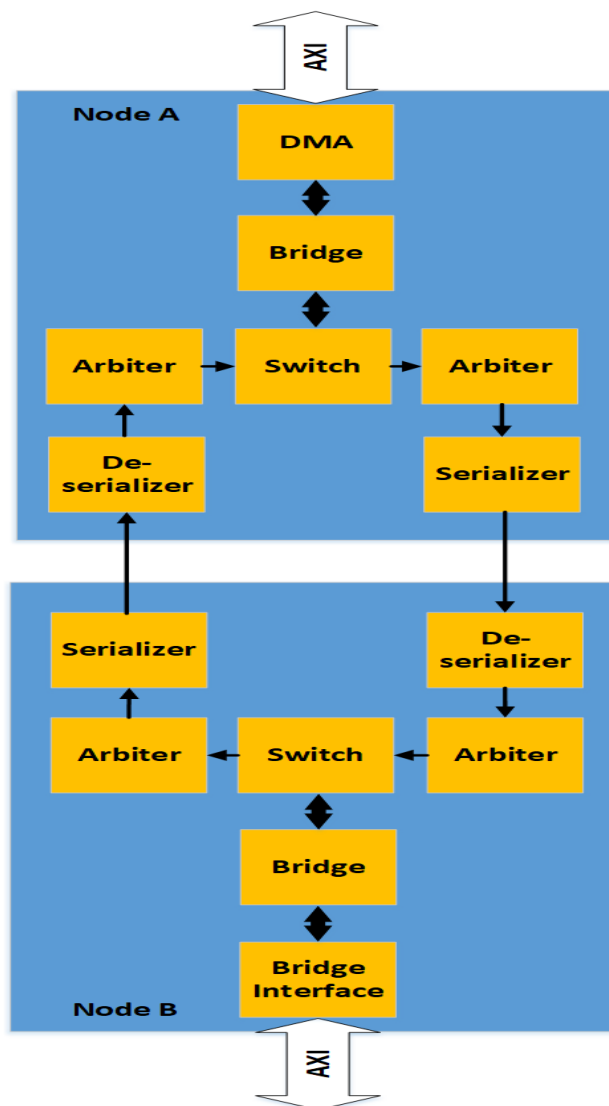 AXI
Node A
DMA
Bridge
Arbiter
Switch
Arbiter
De-
serializer
Serializer
Serializer
De-
serializer
Arbiter
Switch
Arbiter
Bridge
Bridge
Interface
Node B
AXI